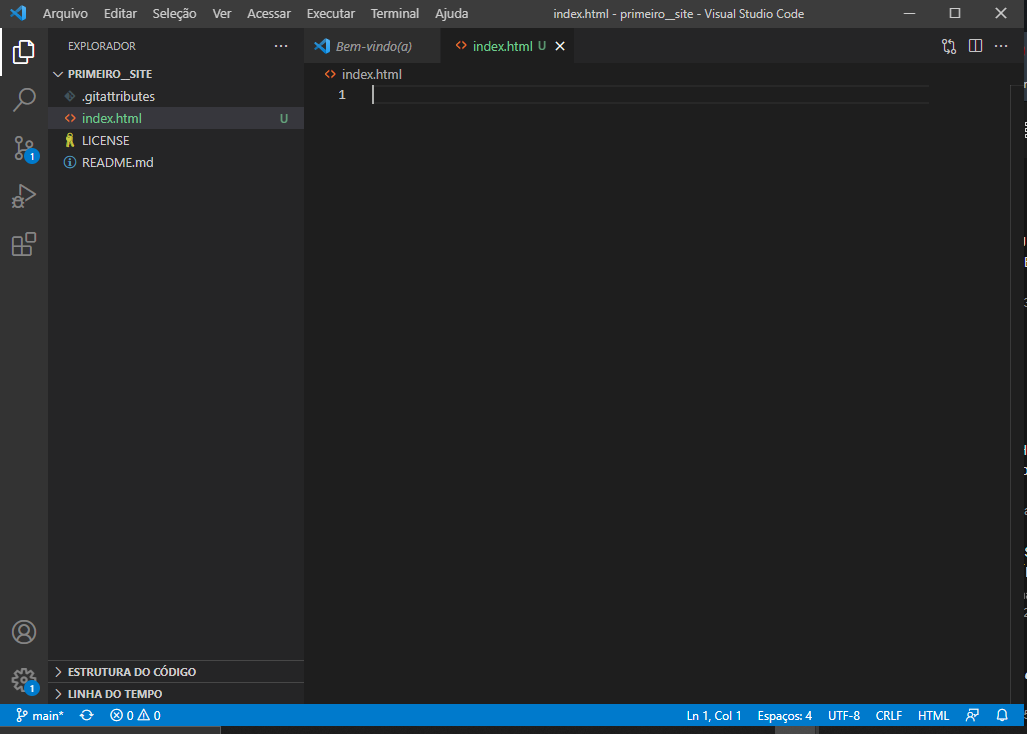 Arquivo Editar Seleção Ver Acessar Executar Terminal Ajuda index.html - primeiro__site - Visual Studio Code
EXPLORADOR ···
Bem-vindo(a) index.html U
PRIMEIRO__SITE
index.html
.gitattributes
1
index.html U
LICENSE
README.md
1
ESTRUTURA DO CÓDIGO
1
LINHA DO TEMPO
main* 0 0 Ln 1, Col 1 Espaços: 4 UTF-8 CRLF HTML